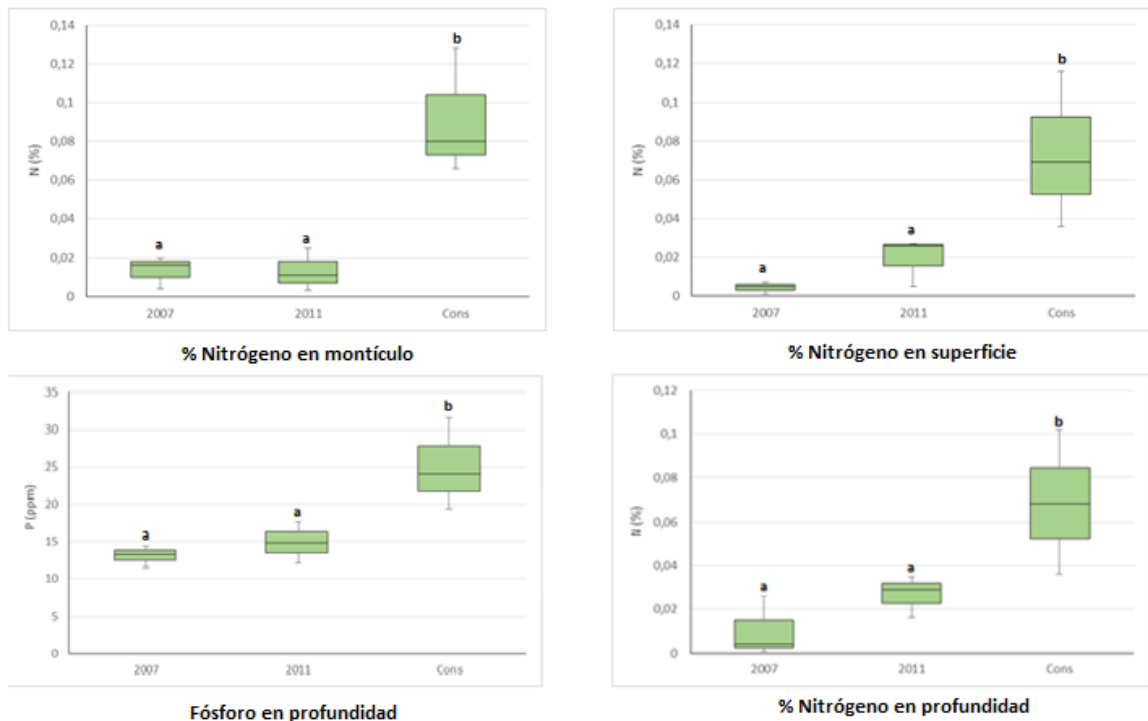 0,14
0,12
0,1
0,08
0,06
0,04
0,02
0
N (%)
a
a
b
2007
2011
Cons
% Nitrógeno en montículo
0,14
0,12
0,1
0,08
0,06
0,04
0,02
0
N (%)
a
a
b
2007
2011
Cons
% Nitrógeno en superficie
35
30
25
20
15
10
5
0
P (ppm)
a
a
b
2007
2011
Cons
Fósforo en profundidad
0,12
0,1
0,08
0,06
0,04
0,02
0
N (%)
a
a
b
2007
2011
Cons
% Nitrógeno en profundidad